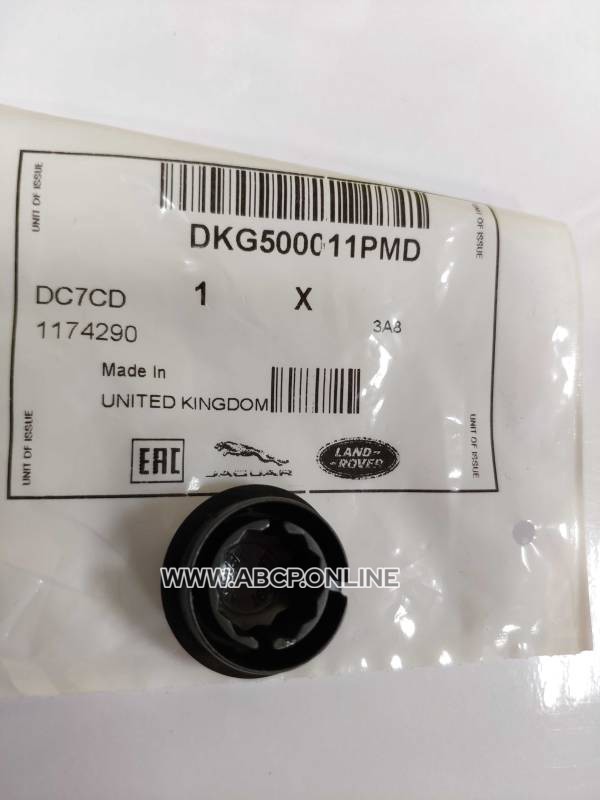 UNIT OF ISSUE
UNIT OF ISSUE
DKG500011PMD
DC7CD 1 X
1174290 3A8
Made In
UNITED KINGDOM
UNIT OF ISSUE
UNIT OF ISSUE
EAC JAGUAR LAND ROVER
WWW.ABCP.ONLINE